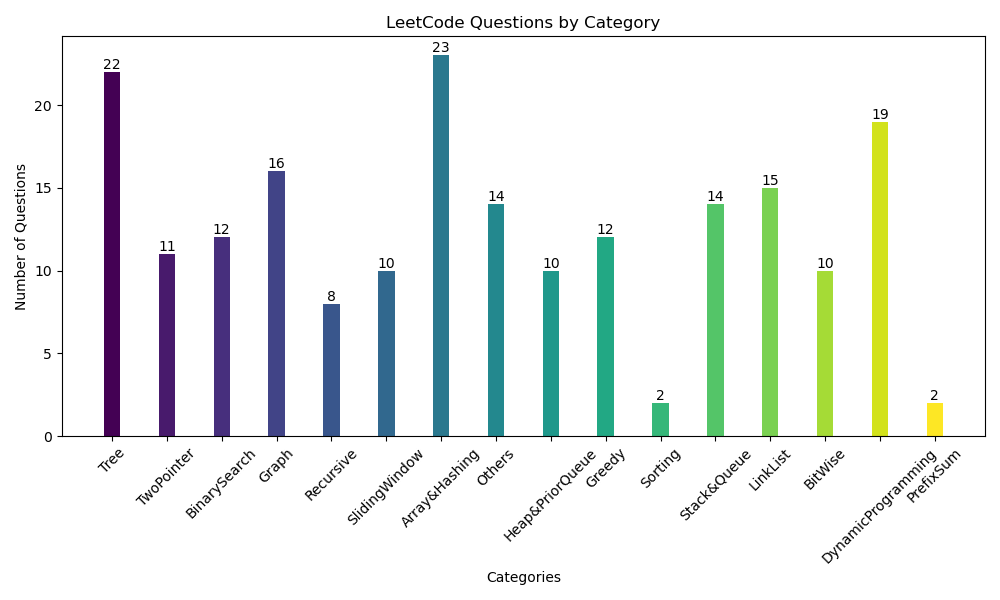 LeetCode Questions by Category
Number of Questions
20
15
10
5
0
22
11
12
16
8
10
23
14
10
12
2
14
15
10
19
2
Tree
TwoPointer
BinarySearch
Graph
Recursive
SlidingWindow
Array&Hashing
Others
Heap&PriorQueue
Greedy
Sorting
Stack&Queue
LinkList
BitWise
DynamicProgramming
PrefixSum
Categories